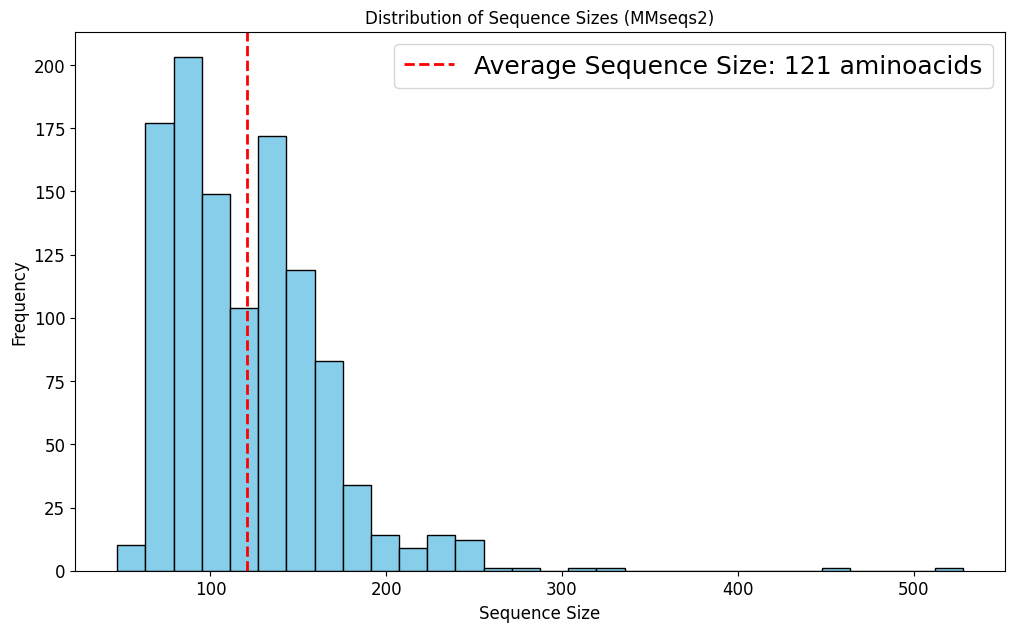 Distribution of Sequence Sizes (MMseqs2)
Average Sequence Size: 121 aminoacids
200
175
150
125
100
75
50
25
0
Frequency
100 200 300 400 500
Sequence Size